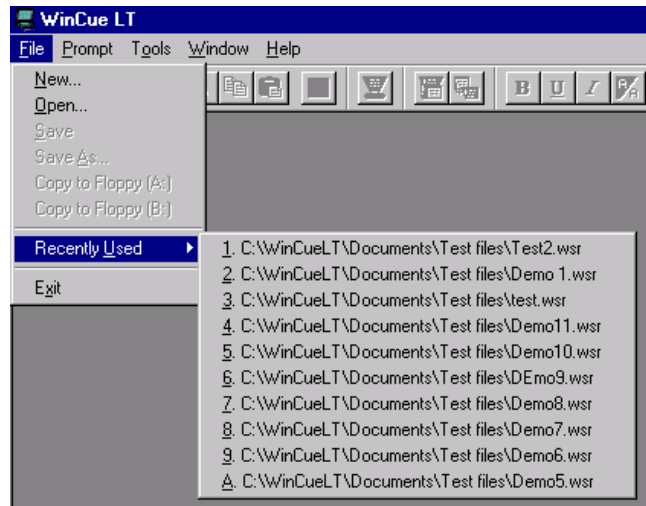 WinCue LT
File Prompt Tools Window Help
B U I A/A
New...
Open...
Save
Save As...
Copy to Floppy (A:)
Copy to Floppy (B:)
Recently Used
Exit
1. C:\WinCueLT\Documents\Test files\Test2.wsr
2. C:\WinCueLT\Documents\Test files\Demo 1.wsr
3. C:\WinCueLT\Documents\Test files\test.wsr
4. C:\WinCueLT\Documents\Test files\Demo11.wsr
5. C:\WinCueLT\Documents\Test files\Demo10.wsr
6. C:\WinCueLT\Documents\Test files\DEmo9.wsr
7. C:\WinCueLT\Documents\Test files\Demo8.wsr
8. C:\WinCueLT\Documents\Test files\Demo7.wsr
9. C:\WinCueLT\Documents\Test files\Demo6.wsr
A. C:\WinCueLT\Documents\Test files\Demo5.wsr